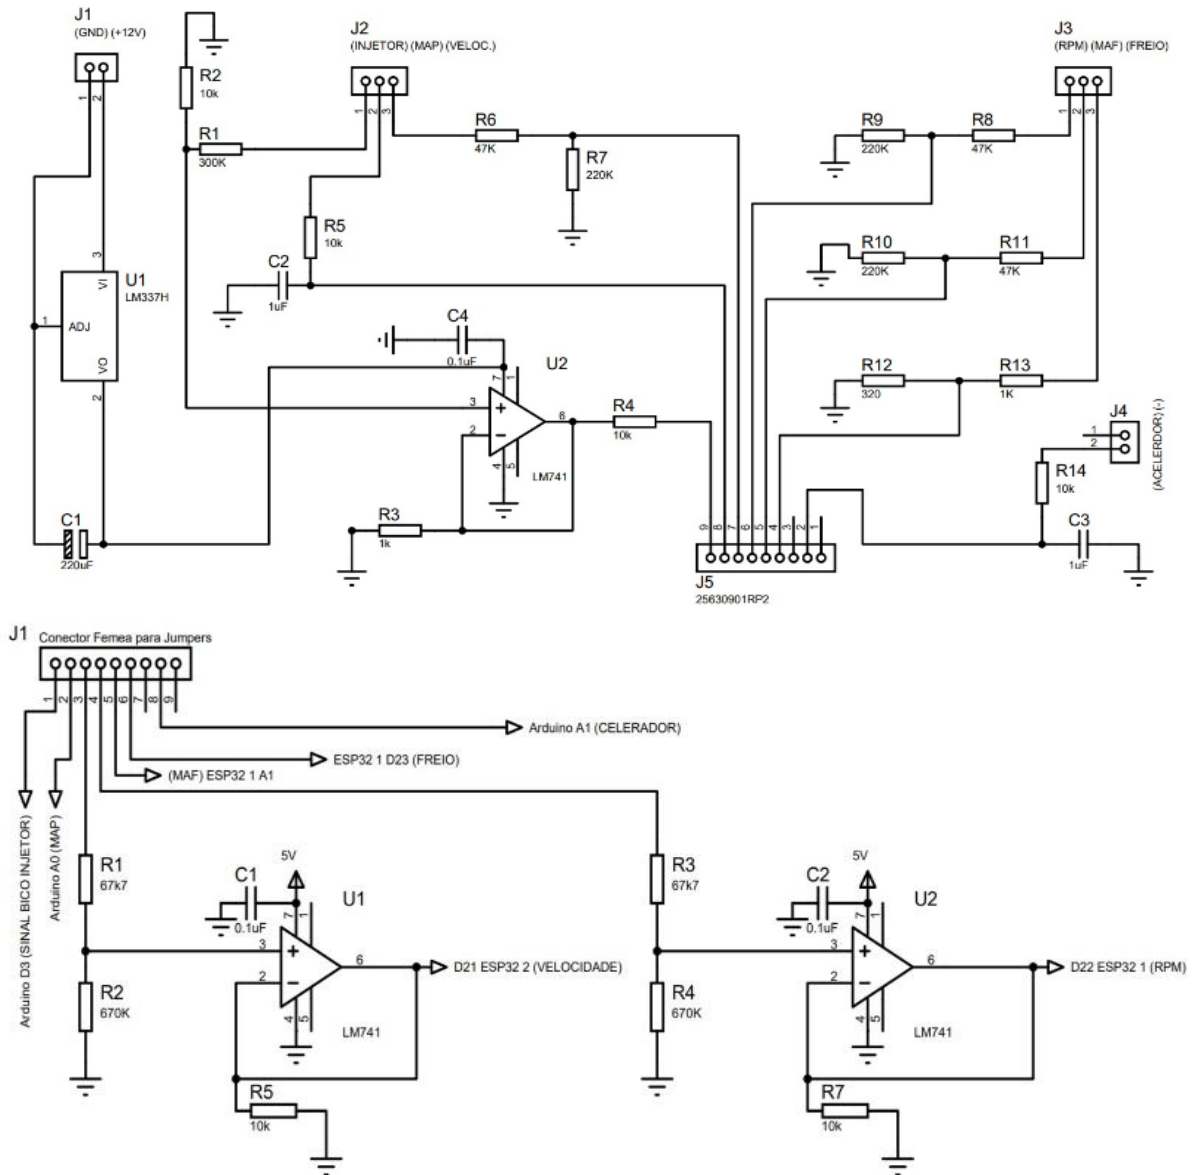 J1
(GND) (+12V)
1
2
R2
10k
R1
300K
J2
(INJETOR) (MAP) (VELOC.)
1
2
3
R6
47K
R7
220K
R5
10k
C2
1uF
J3
(RPM) (MAF) (FREIO)
1
2
3
R9
220K
R8
47K
R10
220K
R11
47K
R12
320
R13
1K
3
VI
U1
LM337H
1
ADJ
VO
2
C1
220uF
C4
0.1uF
U2
7
1
3
+
2
−
6
4
5
LM741
R4
10k
R3
1k
J4
1
2
(ACELERDOR) (-)
R14
10k
C3
1uF
9
8
7
6
5
4
3
2
1
J5
25630901RP2
J1
Conector Femea para Jumpers
1
2
3
4
5
6
7
8
9
Arduino A1 (CELERADOR)
ESP32 1 D23 (FREIO)
(MAF) ESP32 1 A1
Arduino D3 (SINAL BICO INJETOR)
Arduino A0 (MAP)
R1
67k7
R2
670K
C1
0.1uF
5V
U1
7
1
3
+
2
−
6
4
5
LM741
D21 ESP32 2 (VELOCIDADE)
R5
10k
R3
67k7
R4
670K
C2
0.1uF
5V
U2
7
1
3
+
2
−
6
4
5
LM741
D22 ESP32 1 (RPM)
R7
10k